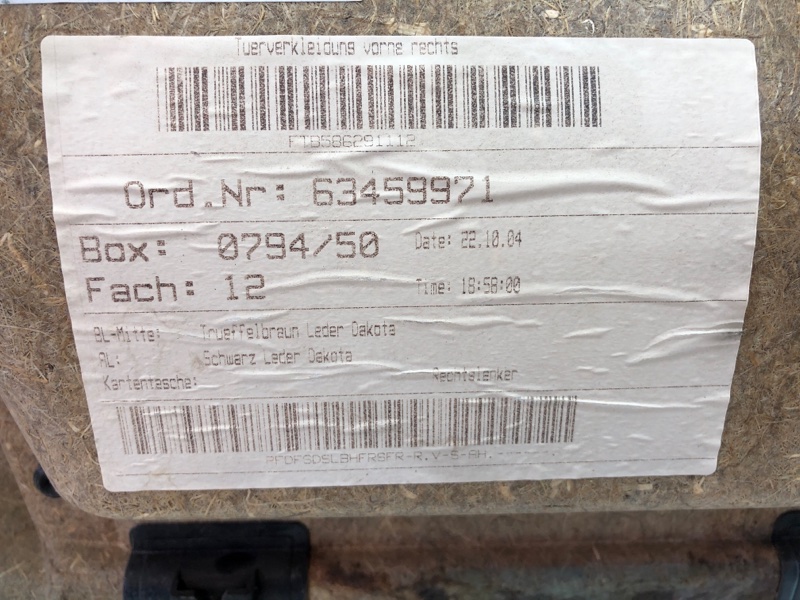 Tuerverkleidung vorne rechts
FTB586291112
Ord.Nr: 63459971
Box: 0794/50 Date: 22.10.04
Fach: 12 Time: 18:58:00
BL-Mitte: Trueffelbraun Leder Dakota
AL: Schwarz Leder Dakota
Kartentasche: Rechtslenker